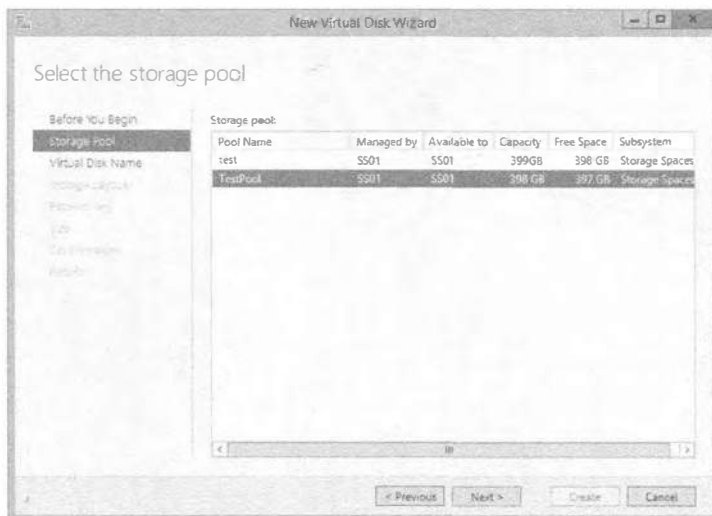 New Virtual Disk Wizard
Select the storage pool
Before You Begin
Storage Pool
Virtual Disk Name
Size
Storage pool:
Pool Name Managed by Available to Capacity Free Space Subsystem
test SS01 SS01 399GB 398 GB Storage Spaces
TestPool SS01 SS01 398 GB 397 GB Storage Spaces
< Previous Next > Create Cancel